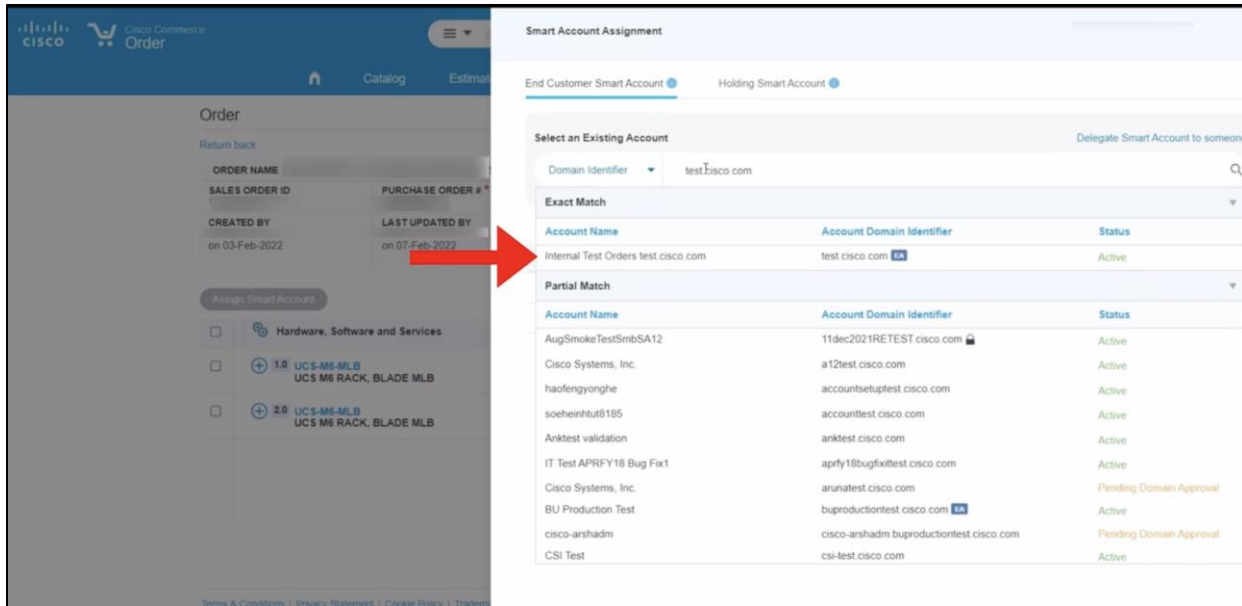 CISCO
Cisco Commerce
Order
Catalog
Estimat
Order
Return back
ORDER NAME
SALES ORDER ID
PURCHASE ORDER # *
CREATED BY
LAST UPDATED BY
on 03-Feb-2022
on 07-Feb-2022
Assign Smart Account
Hardware, Software and Services
1.0 UCS-M6-MLB
UCS M6 RACK, BLADE MLB
2.0 UCS-M6-MLB
UCS M6 RACK, BLADE MLB
Terms & Conditions | Privacy Statement | Cookie Policy | Tradem
Smart Account Assignment
End Customer Smart Account
Holding Smart Account
Select an Existing Account
Delegate Smart Account to someon
Domain Identifier
test.cisco.com
Exact Match
Account Name Account Domain Identifier Status
Internal Test Orders test.cisco.com test.cisco.com EA Active
Partial Match
Account Name Account Domain Identifier Status
AugSmokeTestSmbSA12 11dec2021RETEST.cisco.com Active
Cisco Systems, Inc. a12test.cisco.com Active
haofengyonghe accountsetuptest.cisco.com Active
soeheinhtut8185 accounttest.cisco.com Active
Anktest validation anktest.cisco.com Active
IT Test APRFY18 Bug Fix1 aprfy18bugfixittest.cisco.com Active
Cisco Systems, Inc. arunatest.cisco.com Pending Domain Approval
BU Production Test buproductiontest.cisco.com EA Active
cisco-arshadm cisco-arshadm.buproductiontest.cisco.com Pending Domain Approval
CSI Test csi-test.cisco.com Active